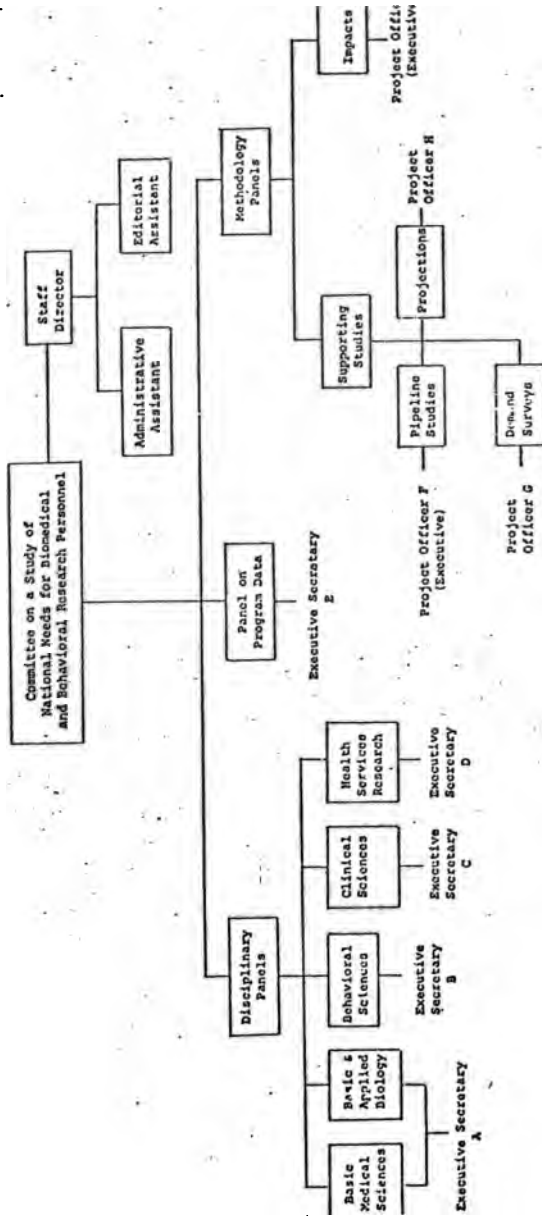 Committee on a Study of
National Needs for Biomedical
and Behavioral Research Personnel
Staff
Director
Administrative
Assistant
Editorial
Assistant
Disciplinary
Panels
Panel on
Program Data
Executive Secretary
E
Methodology
Panels
Basic
Medical
Sciences
Basic &
Applied
Biology
Executive Secretary
A
Behavioral
Sciences
Executive
Secretary
B
Clinical
Sciences
Executive
Secretary
C
Health
Services
Research
Executive
Secretary
D
Supporting
Studies
Impacts
Project
(Executive
Pipeline
Studies
Project Officer F
(Executive)
Projections
Project
Officer H
Demand
Surveys
Project
Officer G